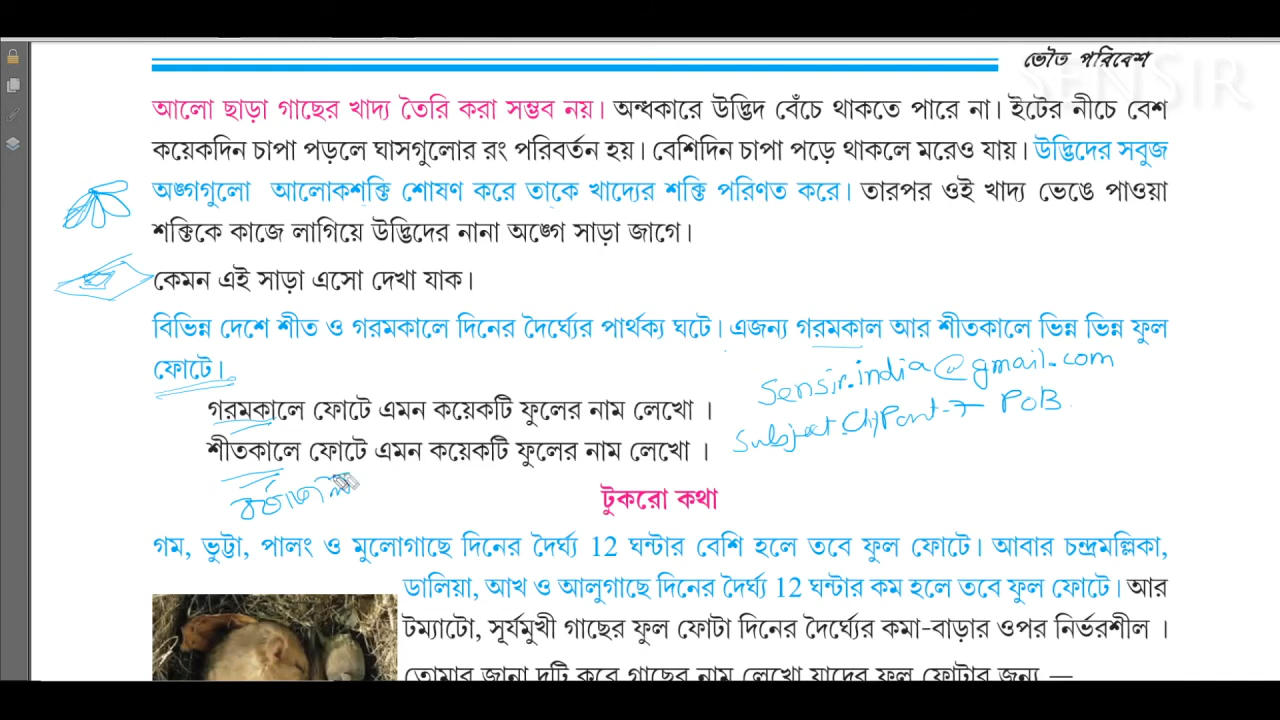 ভৌত পরিবেশ
SENSIR
আলো ছাড়া গাছের খাদ্য তৈরি করা সম্ভব নয়। অন্ধকারে উদ্ভিদ বেঁচে থাকতে পারে না। ইটের নীচে বেশ
কয়েকদিন চাপা পড়লে ঘাসগুলোর রং পরিবর্তন হয়। বেশিদিন চাপা পড়ে থাকলে মরেও যায়। উদ্ভিদের সবুজ
অঙ্গগুলো আলোকশক্তি শোষণ করে তাকে খাদ্যের শক্তি পরিণত করে। তারপর ওই খাদ্য ভেঙে পাওয়া
শক্তিকে কাজে লাগিয়ে উদ্ভিদের নানা অঙ্গে সাড়া জাগে।
কেমন এই সাড়া এসো দেখা যাক।
বিভিন্ন দেশে শীত ও গরমকালে দিনের দৈর্ঘ্যের পার্থক্য ঘটে। এজন্য গরমকাল আর শীতকালে ভিন্ন ভিন্ন ফুল
ফোটে।
Sensir.india@gmail.com
গরমকালে ফোটে এমন কয়েকটি ফুলের নাম লেখো ।
Subject. Part-7 POB
শীতকালে ফোটে এমন কয়েকটি ফুলের নাম লেখো ।
টুকরো কথা
গম, ভুট্টা, পালং ও মুলোগাছে দিনের দৈর্ঘ্য 12 ঘন্টার বেশি হলে তবে ফুল ফোটে। আবার চন্দ্রমল্লিকা,
ডালিয়া, আখ ও আলুগাছে দিনের দৈর্ঘ্য 12 ঘন্টার কম হলে তবে ফুল ফোটে। আর
টম্যাটো, সূর্যমুখী গাছের ফুল ফোটা দিনের দৈর্ঘ্যের কমা-বাড়ার ওপর নির্ভরশীল ।
তোমার জানা দুটি করে গাছের নাম লেখো যাদের ফুল ফোটার জন্য —